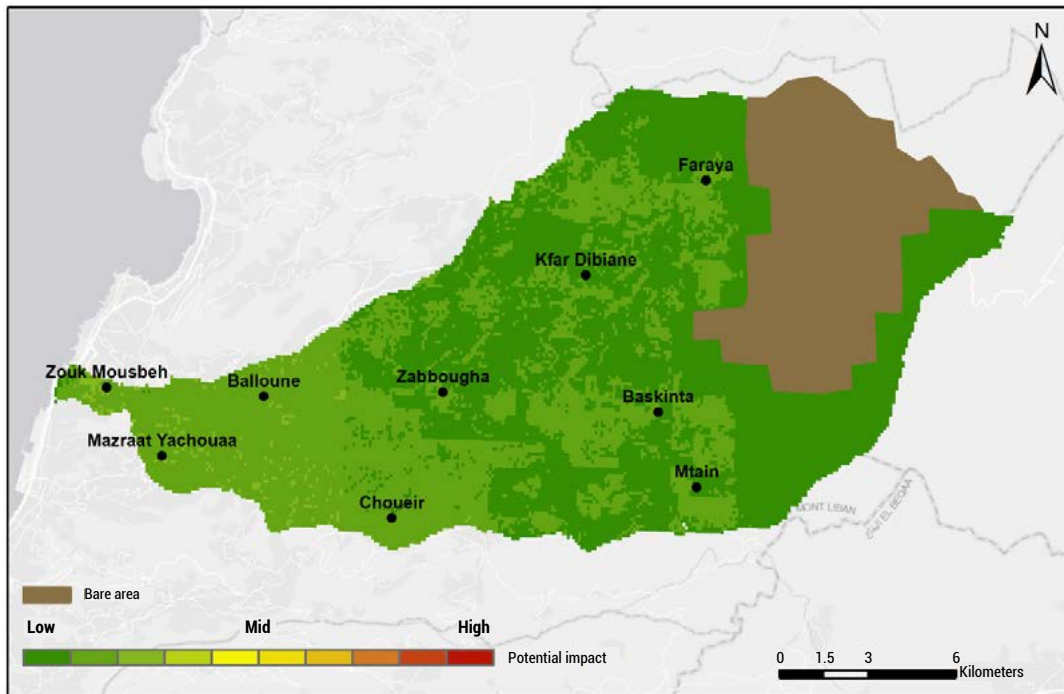 N
Faraya
Kfar Dibiane
Zouk Mousbeh
Balloune
Zabbougha
Baskinta
Mazraat Yachouaa
Mtain
Choueir
MONT LIBAN
Bare area
Low Mid High
Potential impact
0 1.5 3 6
Kilometers